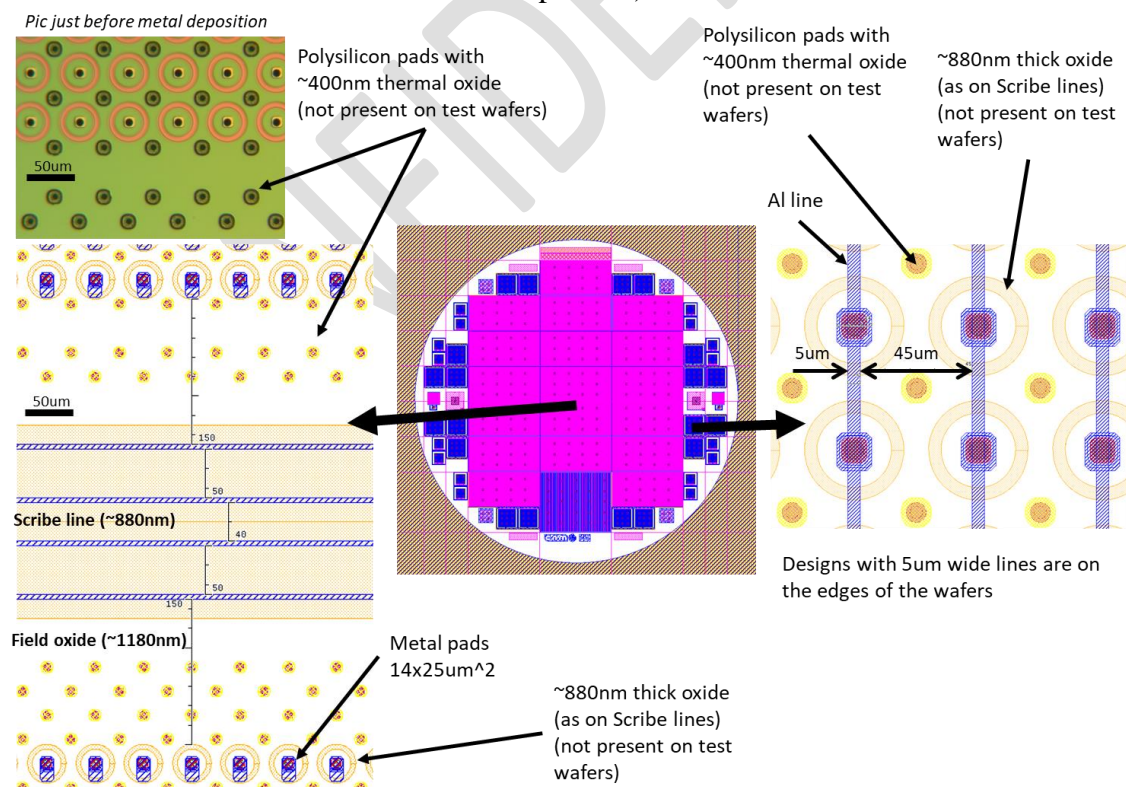 Pic just before metal deposition
Polysilicon pads with
~400nm thermal oxide
(not present on test wafers)
50um
Polysilicon pads with
~400nm thermal oxide
(not present on test
wafers)
~880nm thick oxide
(as on Scribe lines)
(not present on test
wafers)
Al line
5um
45um
50um
150
50
Scribe line (~880nm)
40
50
150
Field oxide (~1180nm)
Metal pads
14x25um^2
~880nm thick oxide
(as on Scribe lines)
(not present on test
wafers)
Designs with 5um wide lines are on
the edges of the wafers